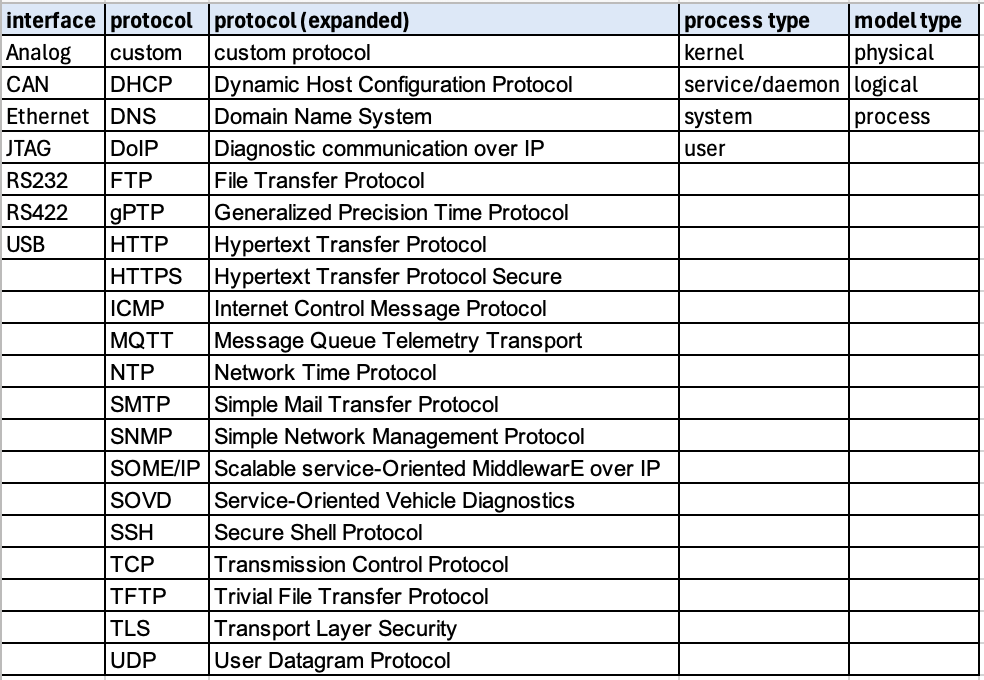 interface protocol protocol (expanded) process type model type
Analog custom custom protocol kernel physical
CAN DHCP Dynamic Host Configuration Protocol service/daemon logical
Ethernet DNS Domain Name System system process
JTAG DoIP Diagnostic communication over IP user
RS232 FTP File Transfer Protocol
RS422 gPTP Generalized Precision Time Protocol
USB HTTP Hypertext Transfer Protocol
HTTPS Hypertext Transfer Protocol Secure
ICMP Internet Control Message Protocol
MQTT Message Queue Telemetry Transport
NTP Network Time Protocol
SMTP Simple Mail Transfer Protocol
SNMP Simple Network Management Protocol
SOME/IP Scalable service-Oriented MiddlewarE over IP
SOVD Service-Oriented Vehicle Diagnostics
SSH Secure Shell Protocol
TCP Transmission Control Protocol
TFTP Trivial File Transfer Protocol
TLS Transport Layer Security
UDP User Datagram Protocol